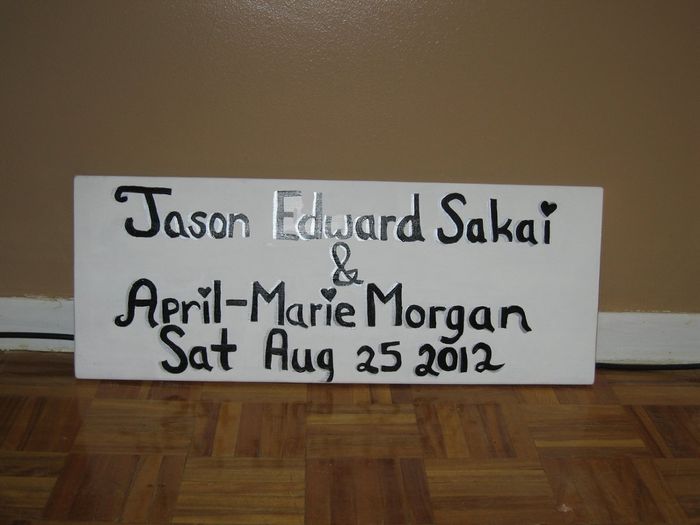 Jason Edward Sakai
&
April-Marie Morgan
Sat Aug 25 2012